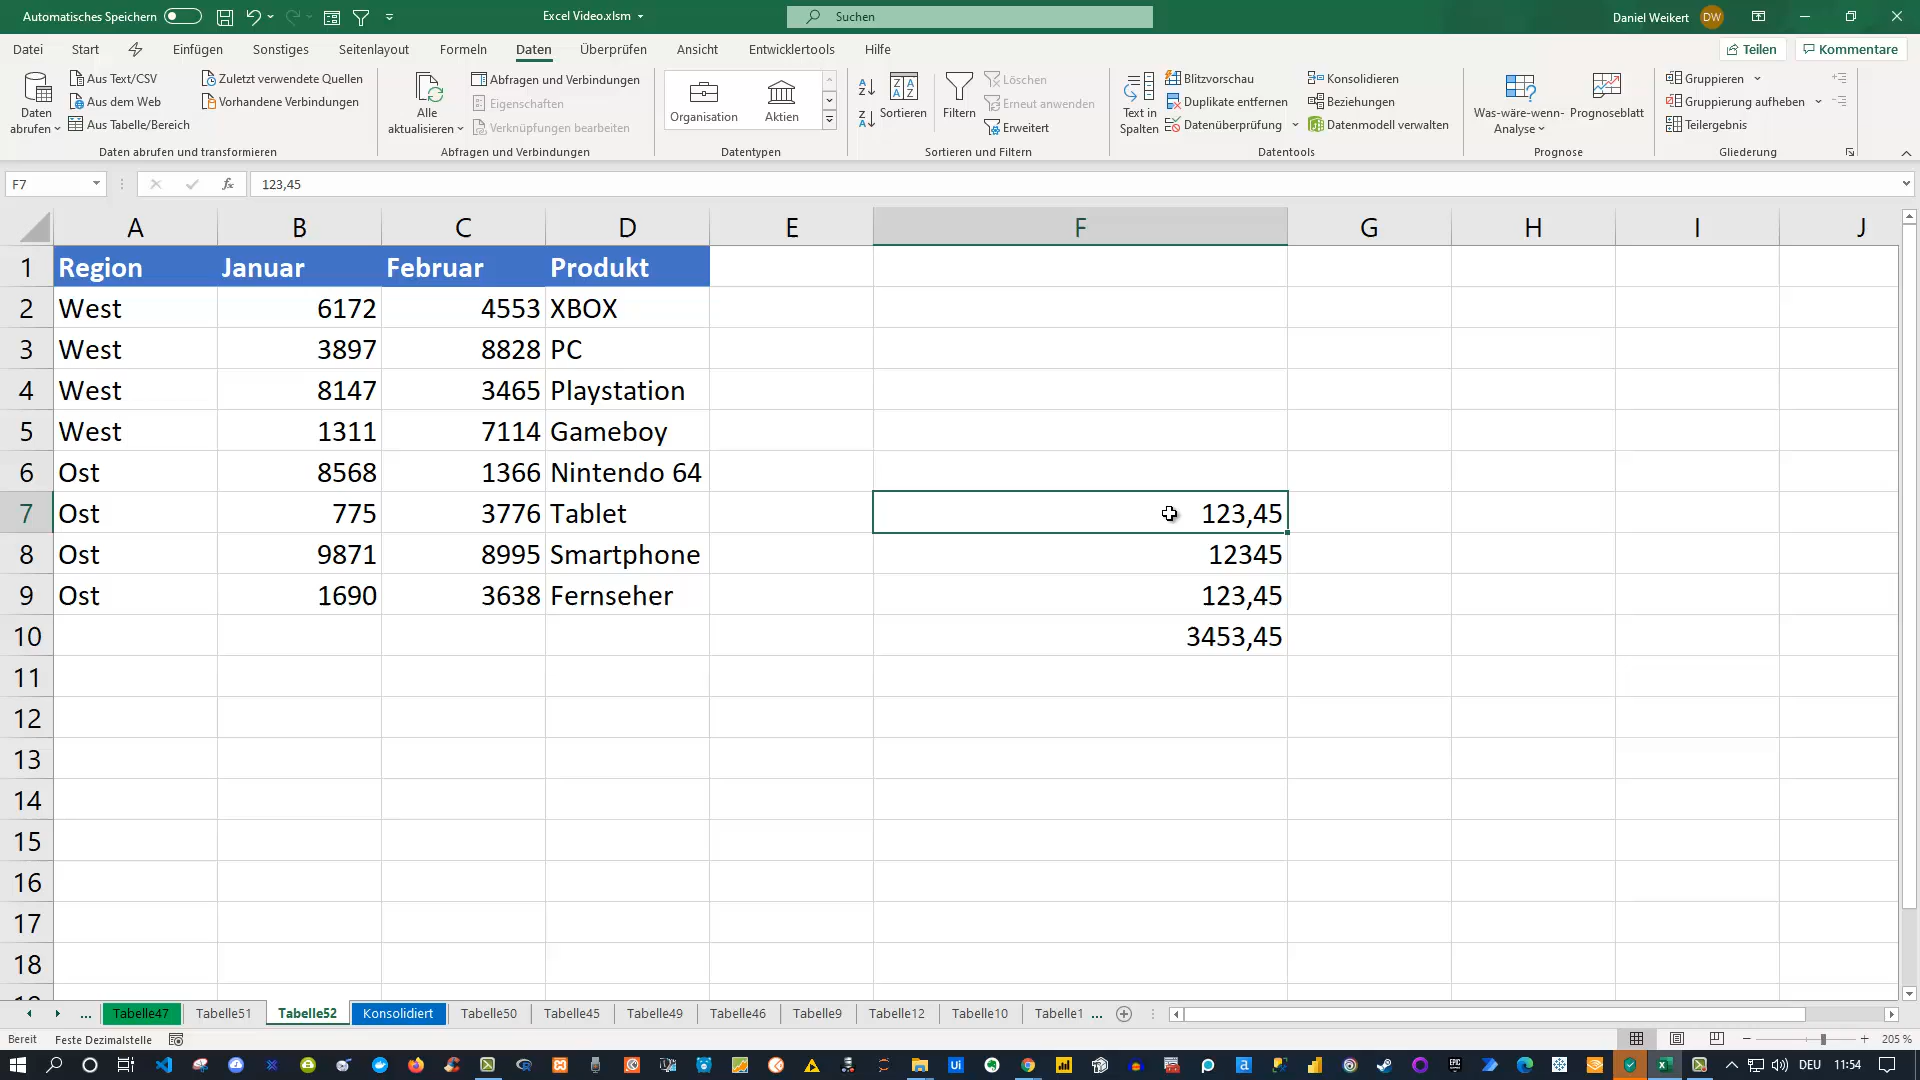 Automatisches Speichern
Excel Video.xlsm
Suchen
Daniel Weikert DW
Datei Start Einfügen Sonstiges Seitenlayout Formeln Daten Überprüfen Ansicht Entwicklertools Hilfe Teilen Kommentare
Daten abrufen
Aus Text/CSV
Aus dem Web
Aus Tabelle/Bereich
Zuletzt verwendete Quellen
Vorhandene Verbindungen
Daten abrufen und transformieren
Alle aktualisieren
Abfragen und Verbindungen
Eigenschaften
Verknüpfungen bearbeiten
Abfragen und Verbindungen
Organisation
Aktien
Datentypen
Sortieren
Filtern
Löschen
Erneut anwenden
Erweitert
Sortieren und Filtern
Text in Spalten
Blitzvorschau
Duplikate entfernen
Datenüberprüfung
Konsolidieren
Beziehungen
Datenmodell verwalten
Datentools
Was-wäre-wenn-Analyse
Prognoseblatt
Prognose
Gruppieren
Gruppierung aufheben
Teilergebnis
Gliederung
F7 fx 123,45
A B C D E F G H I J
1 Region Januar Februar Produkt
2 West 6172 4553 XBOX
3 West 3897 8828 PC
4 West 8147 3465 Playstation
5 West 1311 7114 Gameboy
6 Ost 8568 1366 Nintendo 64
7 Ost 775 3776 Tablet 123,45
8 Ost 9871 8995 Smartphone 12345
9 Ost 1690 3638 Fernseher 123,45
10 3453,45
11
12
13
14
15
16
17
18
... Tabelle47 Tabelle51 Tabelle52 Konsolidiert Tabelle50 Tabelle45 Tabelle49 Tabelle46 Tabelle9 Tabelle12 Tabelle10 Tabelle1 ...
Bereit Feste Dezimalstelle 205 %
DEU 11:54